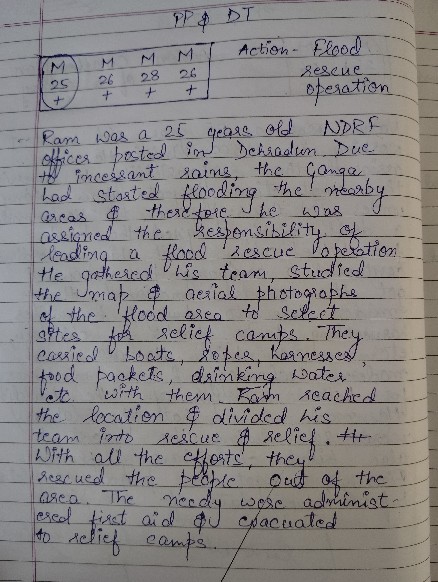 PP & DT
M M M M
25 26 28 26
+ + + +
Action - Flood
rescue
operation
Ram was a 25 years old NDRF
officer posted in Dehradun Due
to incessant rains, the Ganga
had started flooding the nearby
areas & therefore he was
assigned the responsibility of
leading a flood rescue operation
He gathered his team, studied
the map & aerial photographs
of the flood area to select
sites for relief camps. They
carried boats, ropes, harnesses,
food packets, drinking water
etc with them. Ram reached
the location & divided his
team into rescue & relief.
With all the efforts, they
rescued the people out of the
area. The needy were administ-
ered first aid & evacuated
to relief camps.